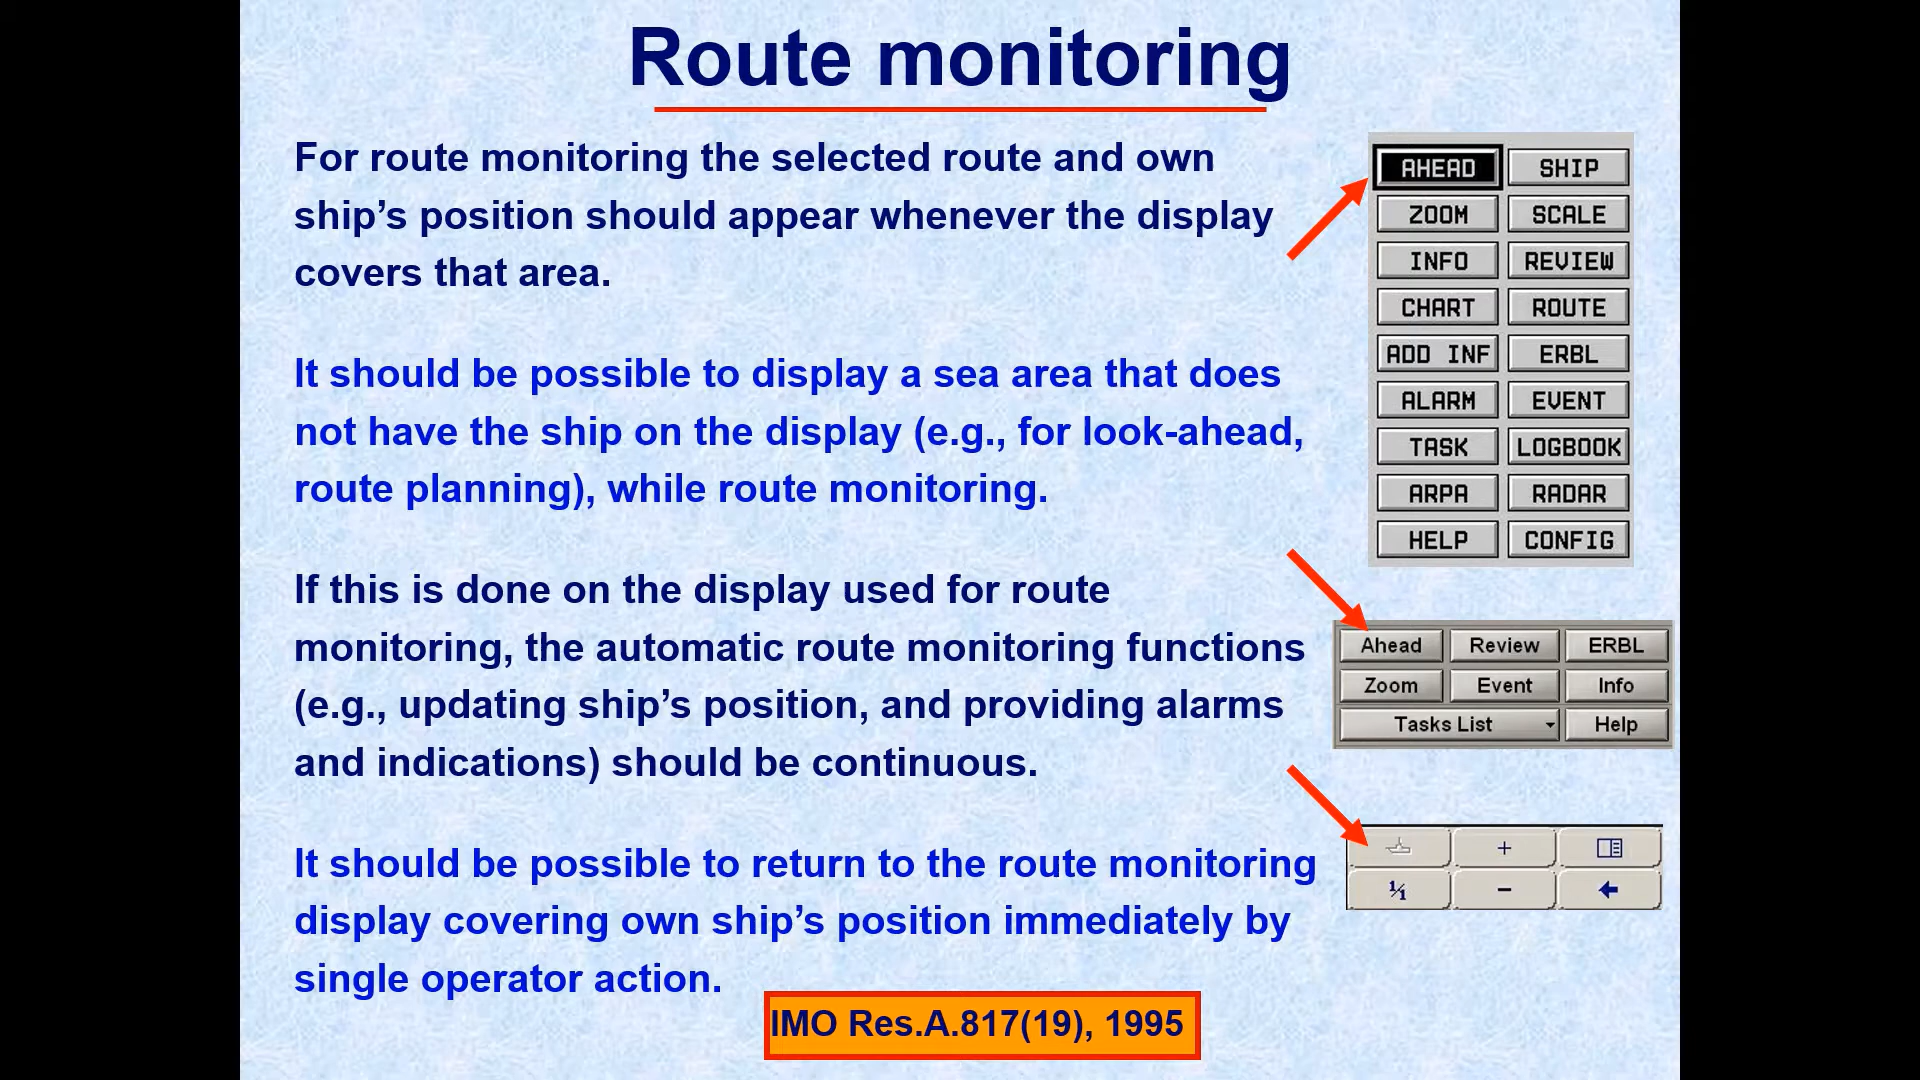 Route monitoring
For route monitoring the selected route and own
ship’s position should appear whenever the display
covers that area.
It should be possible to display a sea area that does
not have the ship on the display (e.g., for look-ahead,
route planning), while route monitoring.
If this is done on the display used for route
monitoring, the automatic route monitoring functions
(e.g., updating ship’s position, and providing alarms
and indications) should be continuous.
It should be possible to return to the route monitoring
display covering own ship’s position immediately by
single operator action.
IMO Res.A.817(19), 1995
AHEAD SHIP
ZOOM SCALE
INFO REVIEW
CHART ROUTE
ADD INF ERBL
ALARM EVENT
TASK LOGBOOK
ARPA RADAR
HELP CONFIG
Ahead Review ERBL
Zoom Event Info
Tasks List Help
+
1/1 −